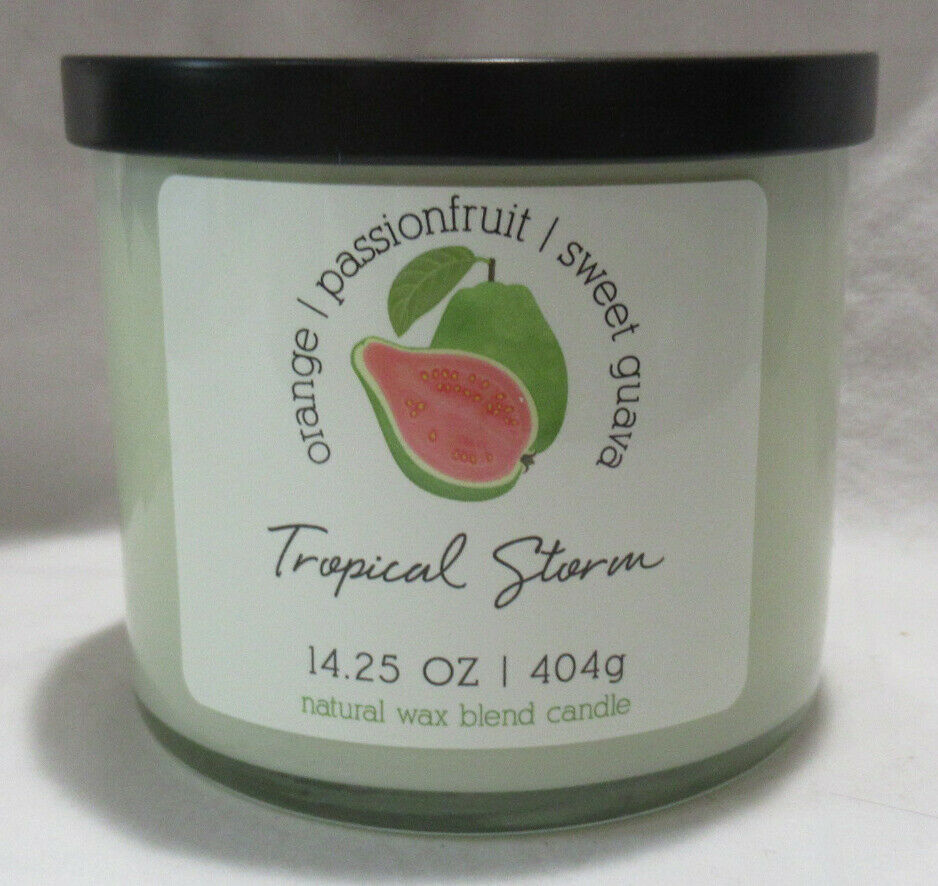 orange | passionfruit | sweet guava
Tropical Storm
14.25 OZ | 404g
natural wax blend candle